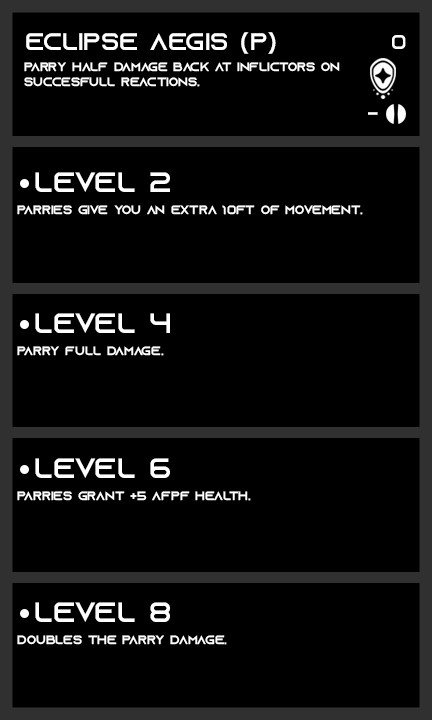 ECLIPSE AEGIS (P)
0
PARRY HALF DAMAGE BACK AT INFLICTORS ON
SUCCESFULL REACTIONS.
-
•LEVEL 2
PARRIES GIVE YOU AN EXTRA 10FT OF MOVEMENT.
•LEVEL 4
PARRY FULL DAMAGE.
•LEVEL 6
PARRIES GRANT +5 AFPF HEALTH.
•LEVEL 8
DOUBLES THE PARRY DAMAGE.